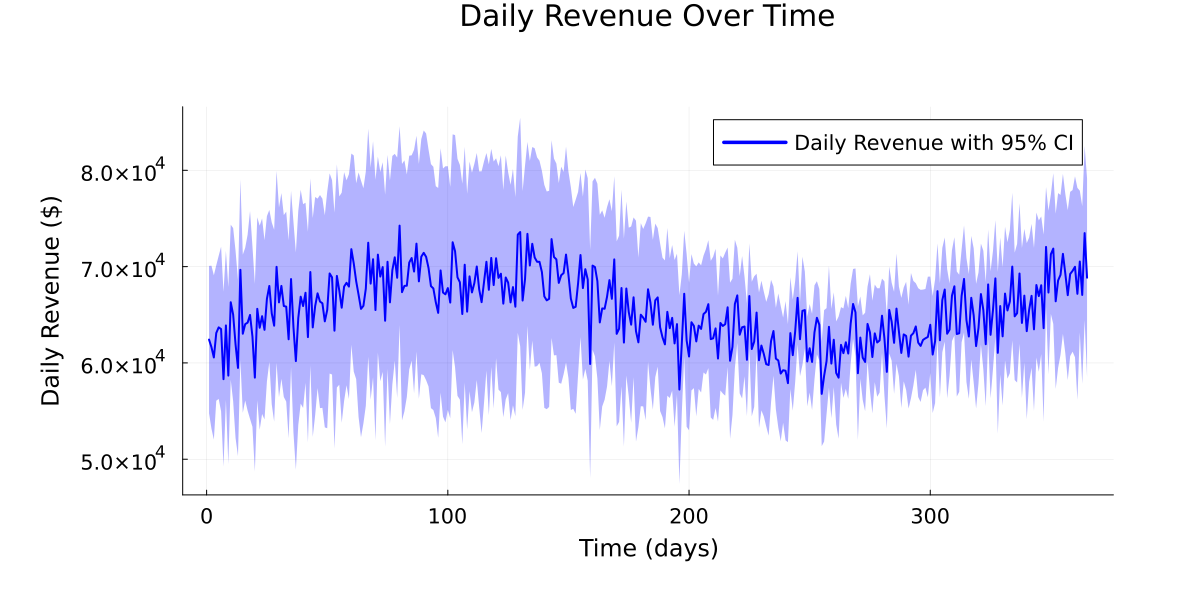 Daily Revenue Over Time
Daily Revenue with 95% CI
Daily Revenue ($)
8.0×10⁴
7.0×10⁴
6.0×10⁴
5.0×10⁴
0 100 200 300
Time (days)